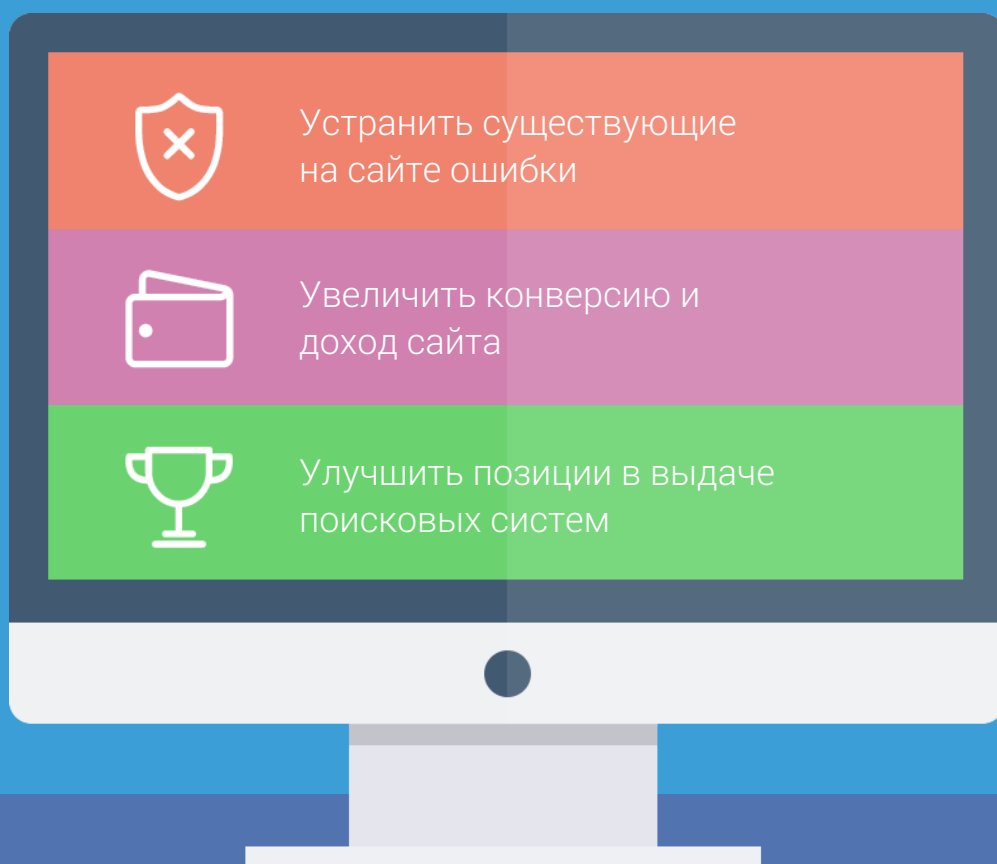 Устранить существующие
на сайте ошибки
Увеличить конверсию и
доход сайта
Улучшить позиции в выдаче
поисковых систем